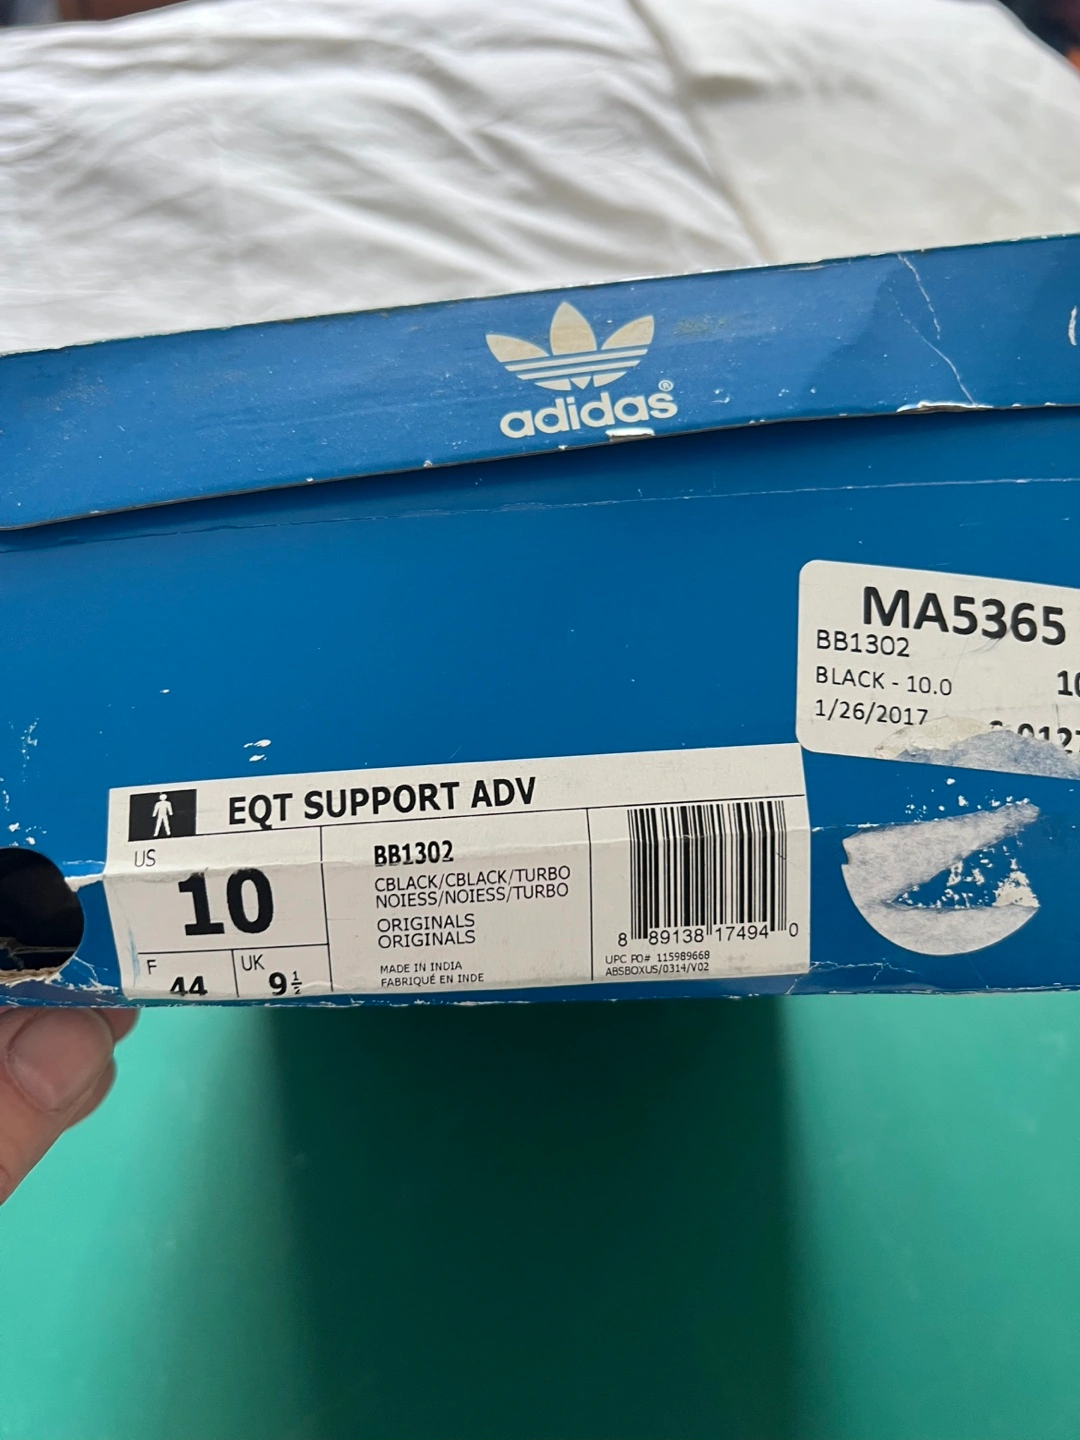 adidas®
MA5365
BB1302
BLACK - 10.0
1/26/2017
EQT SUPPORT ADV
US
10
F
44
UK
9½
BB1302
CBLACK/CBLACK/TURBO
NOIESS/NOIESS/TURBO
ORIGINALS
ORIGINALS
MADE IN INDIA
FABRIQUÉ EN INDE
8 89138 17494 0
UPC PO# 115989668
ABSBOXUS/0314/V02